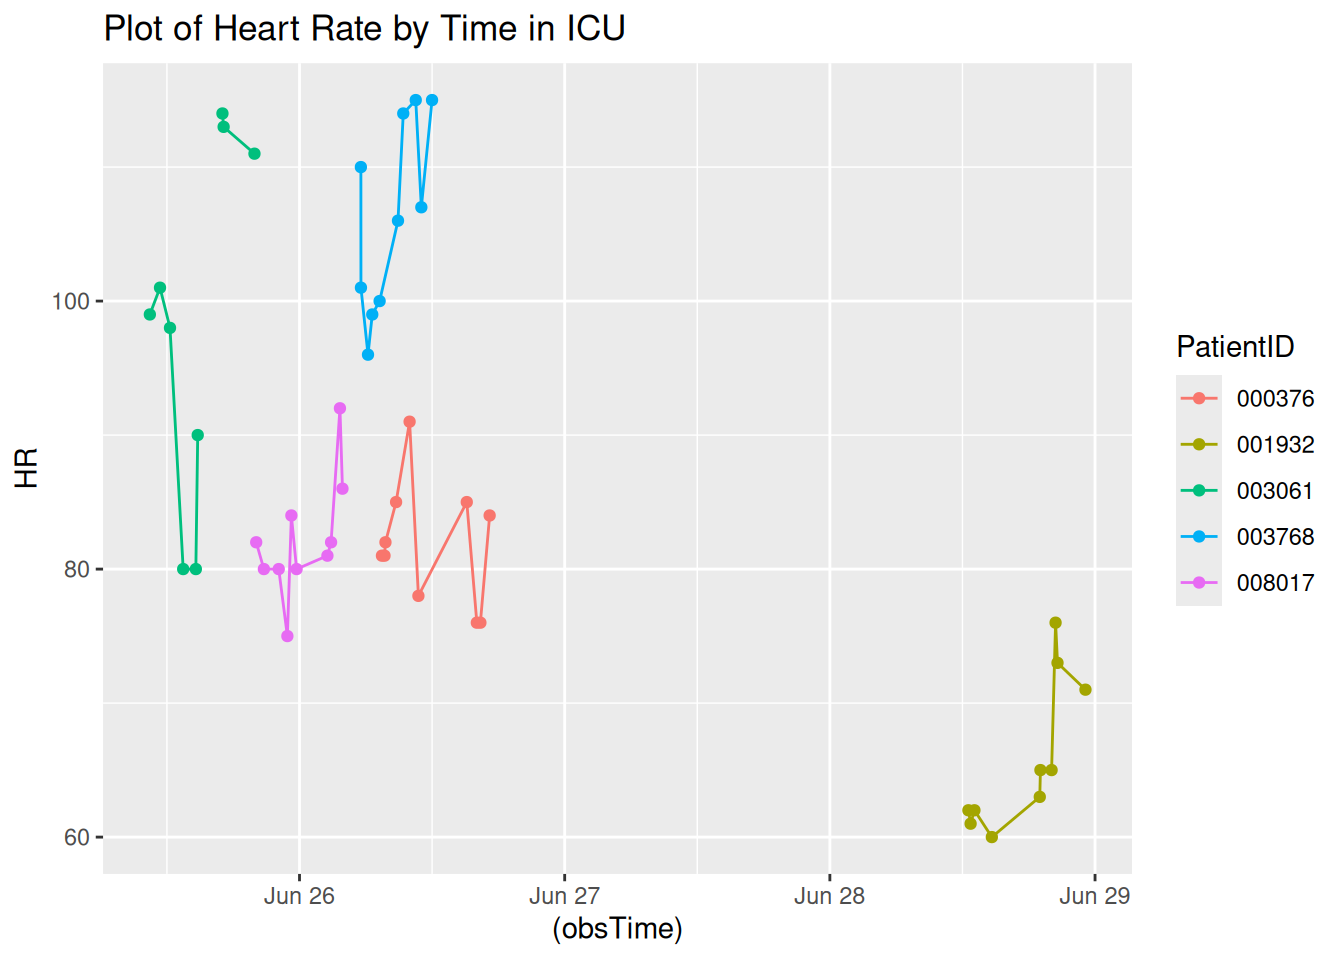 Plot of Heart Rate by Time in ICU
HR
100
80
60
Jun 26
Jun 27
Jun 28
Jun 29
(obsTime)
PatientID
000376
001932
003061
003768
008017